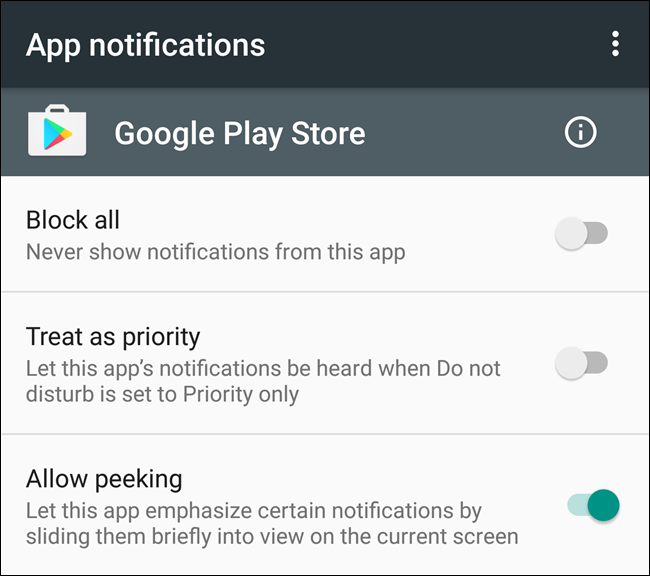 App notifications
Google Play Store
Block all
Never show notifications from this app
Treat as priority
Let this app’s notifications be heard when Do not
disturb is set to Priority only
Allow peeking
Let this app emphasize certain notifications by
sliding them briefly into view on the current screen